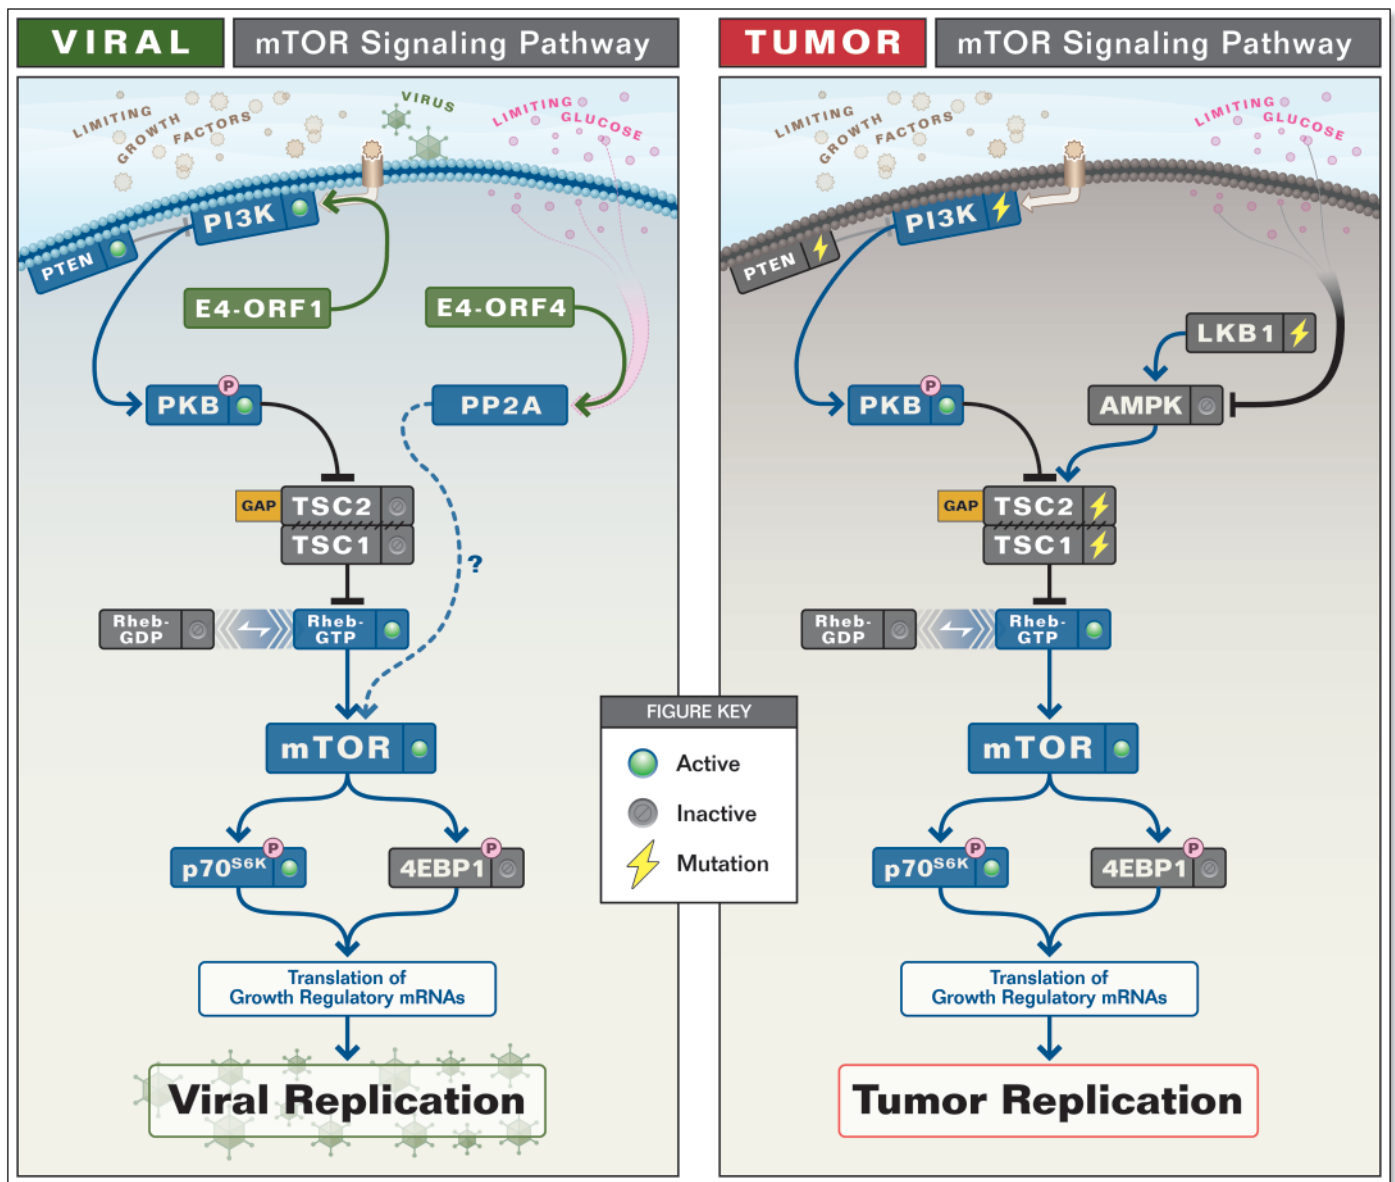 VIRAL
mTOR Signaling Pathway
LIMITING
GROWTH
FACTORS
VIRUS
LIMITING
GLUCOSE
PI3K
PTEN
E4-ORF1
E4-ORF4
P
PKB
PP2A
GAP
TSC2
TSC1
?
Rheb-
GDP
Rheb-
GTP
mTOR
P
p70S6K
P
4EBP1
Translation of
Growth Regulatory mRNAs
Viral Replication
FIGURE KEY
Active
Inactive
Mutation
TUMOR
mTOR Signaling Pathway
LIMITING
GROWTH
FACTORS
LIMITING
GLUCOSE
PI3K
PTEN
LKB1
P
PKB
AMPK
GAP
TSC2
TSC1
Rheb-
GDP
Rheb-
GTP
mTOR
P
p70S6K
P
4EBP1
Translation of
Growth Regulatory mRNAs
Tumor Replication